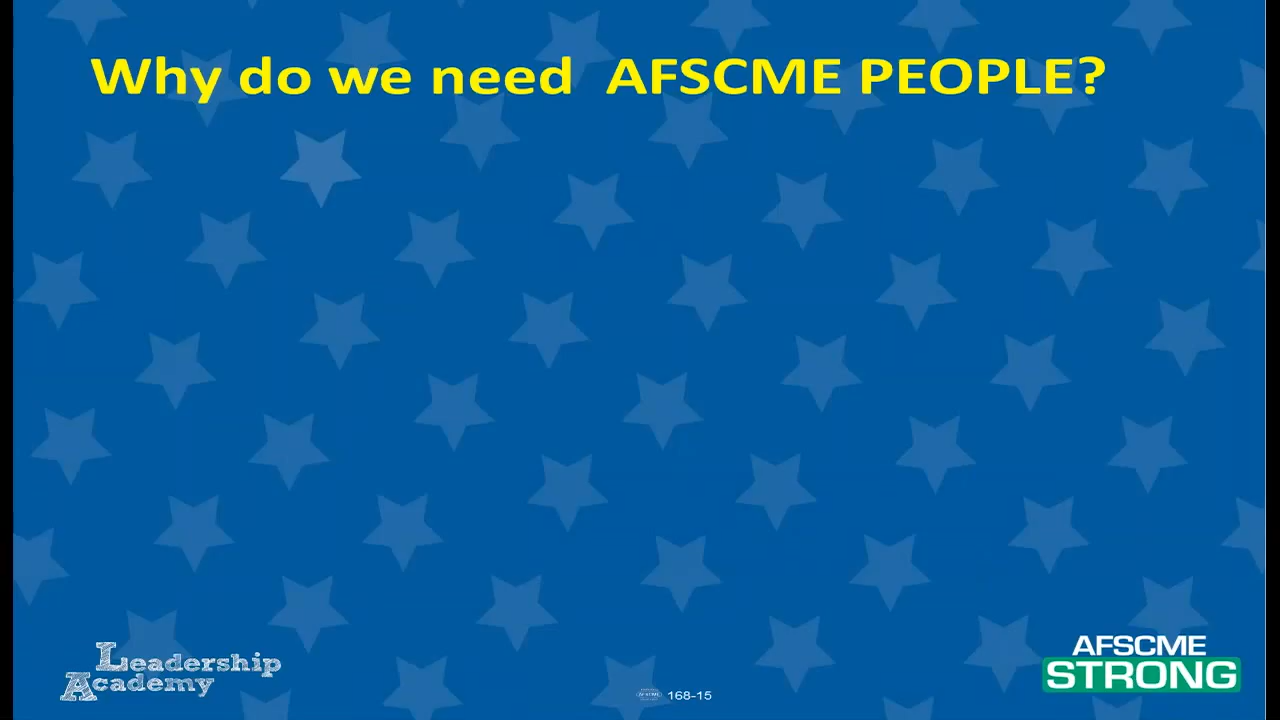 Why do we need  AFSCME PEOPLE?
Leadership
Academy
168-15
AFSCME
STRONG